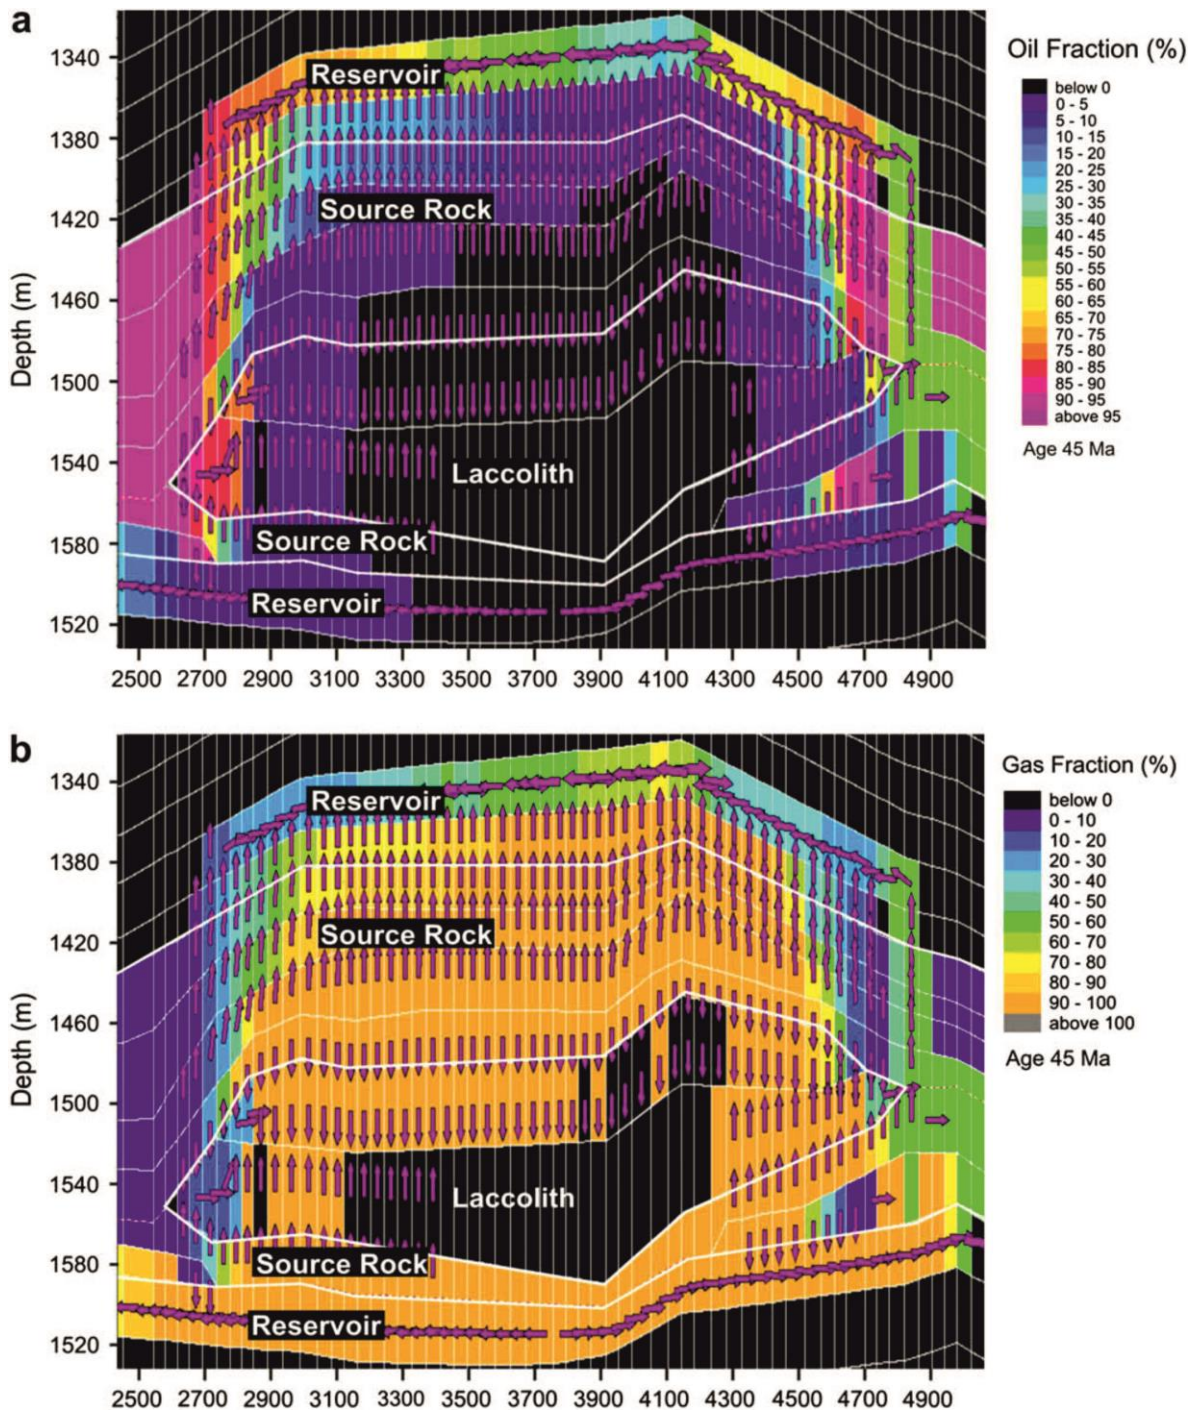 a
Oil Fraction (%)
below 0
0 - 5
5 - 10
10 - 15
15 - 20
20 - 25
25 - 30
30 - 35
35 - 40
40 - 45
45 - 50
50 - 55
55 - 60
60 - 65
65 - 70
70 - 75
75 - 80
80 - 85
85 - 90
90 - 95
above 95
Age 45 Ma
Depth (m)
1340
1380
1420
1460
1500
1540
1580
1520
Reservoir
Source Rock
Laccolith
Source Rock
Reservoir
2500 2700 2900 3100 3300 3500 3700 3900 4100 4300 4500 4700 4900
b
Gas Fraction (%)
below 0
0 - 10
10 - 20
20 - 30
30 - 40
40 - 50
50 - 60
60 - 70
70 - 80
80 - 90
90 - 100
above 100
Age 45 Ma
Depth (m)
1340
1380
1420
1460
1500
1540
1580
1520
Reservoir
Source Rock
Laccolith
Source Rock
Reservoir
2500 2700 2900 3100 3300 3500 3700 3900 4100 4300 4500 4700 4900